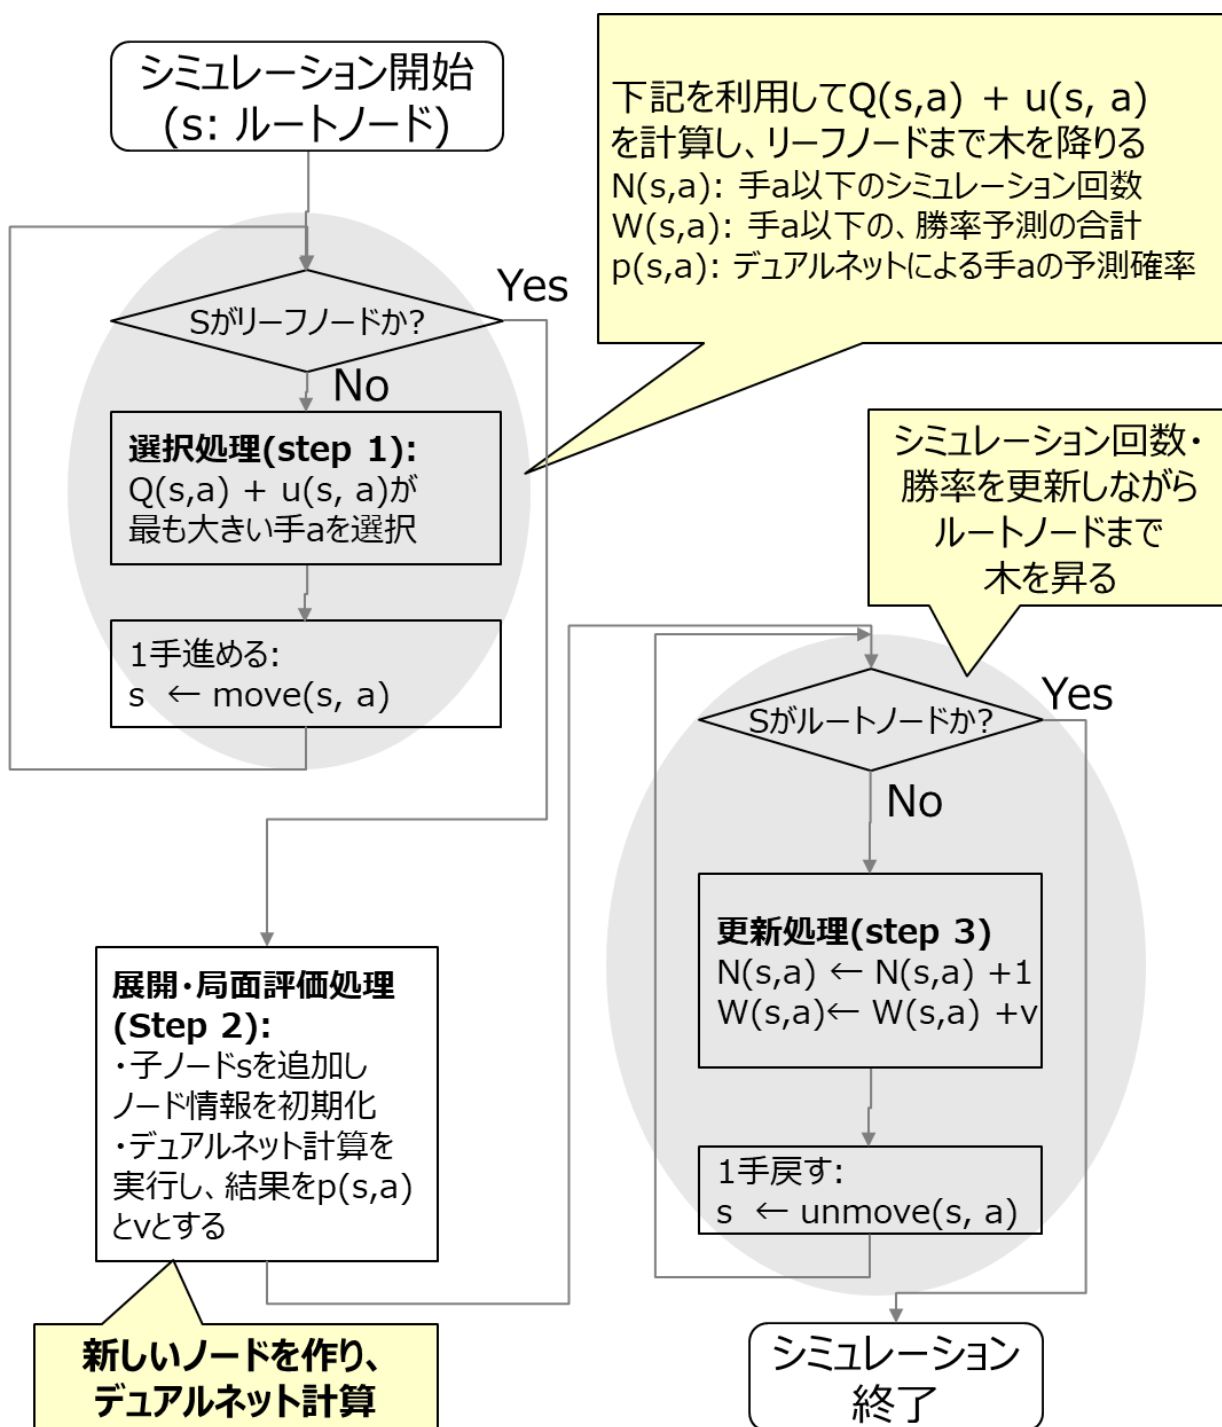 シミュレーション開始
(s: ルートノード)
下記を利用してQ(s,a) + u(s, a)
を計算し、リーフノードまで木を降りる
N(s,a): 手a以下のシミュレーション回数
W(s,a): 手a以下の、勝率予測の合計
p(s,a): デュアルネットによる手aの予測確率
Sがリーフノードか?
Yes
No
選択処理(step 1):
Q(s,a) + u(s, a)が
最も大きい手aを選択
1手進める:
s ← move(s, a)
展開・局面評価処理
(Step 2):
・子ノードsを追加し
ノード情報を初期化
・デュアルネット計算を
実行し、結果をp(s,a)
とvとする
新しいノードを作り、
デュアルネット計算
シミュレーション回数・
勝率を更新しながら
ルートノードまで
木を昇る
Sがルートノードか?
Yes
No
更新処理(step 3)
N(s,a) ← N(s,a) +1
W(s,a)← W(s,a) +v
1手戻す:
s ← unmove(s, a)
シミュレーション
終了